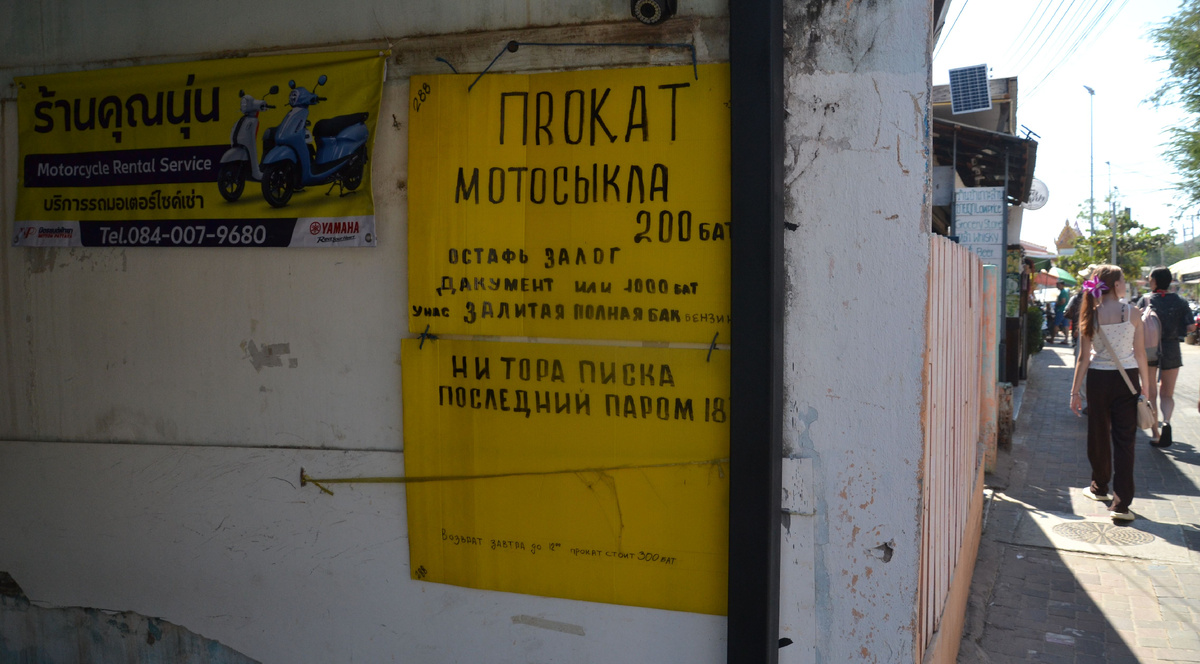 ร้านคุณนุ่น
Motorcycle Rental Service
บริการรถมอเตอร์ไซค์เช่า
Tel.084-007-9680
YAMAHA
288
ПRОКАТ
МОТОСЫКЛА
200 БАТ
ОСТАФЬ ЗАЛОГ
ДАКУМЕНТ ИЛИ 1000 БАТ
УНАС ЗАЛИТАЯ ПОЛНАЯ БАК БЕНЗИН
НИ ТОРА ПИСКА
ПОСЛЕДНИЙ ПАРОМ 18
Возврат завтра до 12°° прокат стоит 300 БАТ